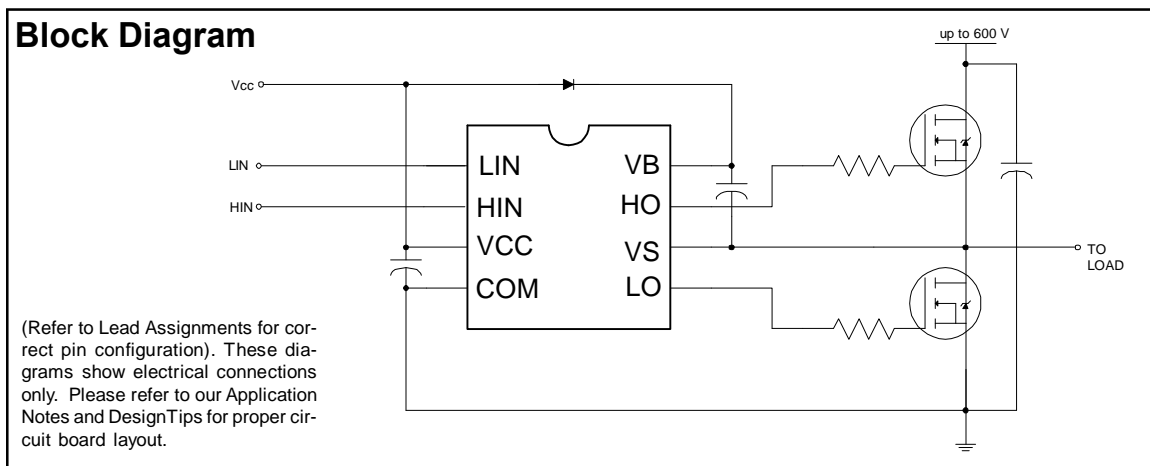 Block Diagram
up to 600 V
Vcc
LIN
HIN
LIN
HIN
VCC
COM
VB
HO
VS
LO
TO
LOAD
(Refer to Lead Assignments for cor-
rect pin configuration). These dia-
grams show electrical connections
only. Please refer to our Application
Notes and DesignTips for proper cir-
cuit board layout.